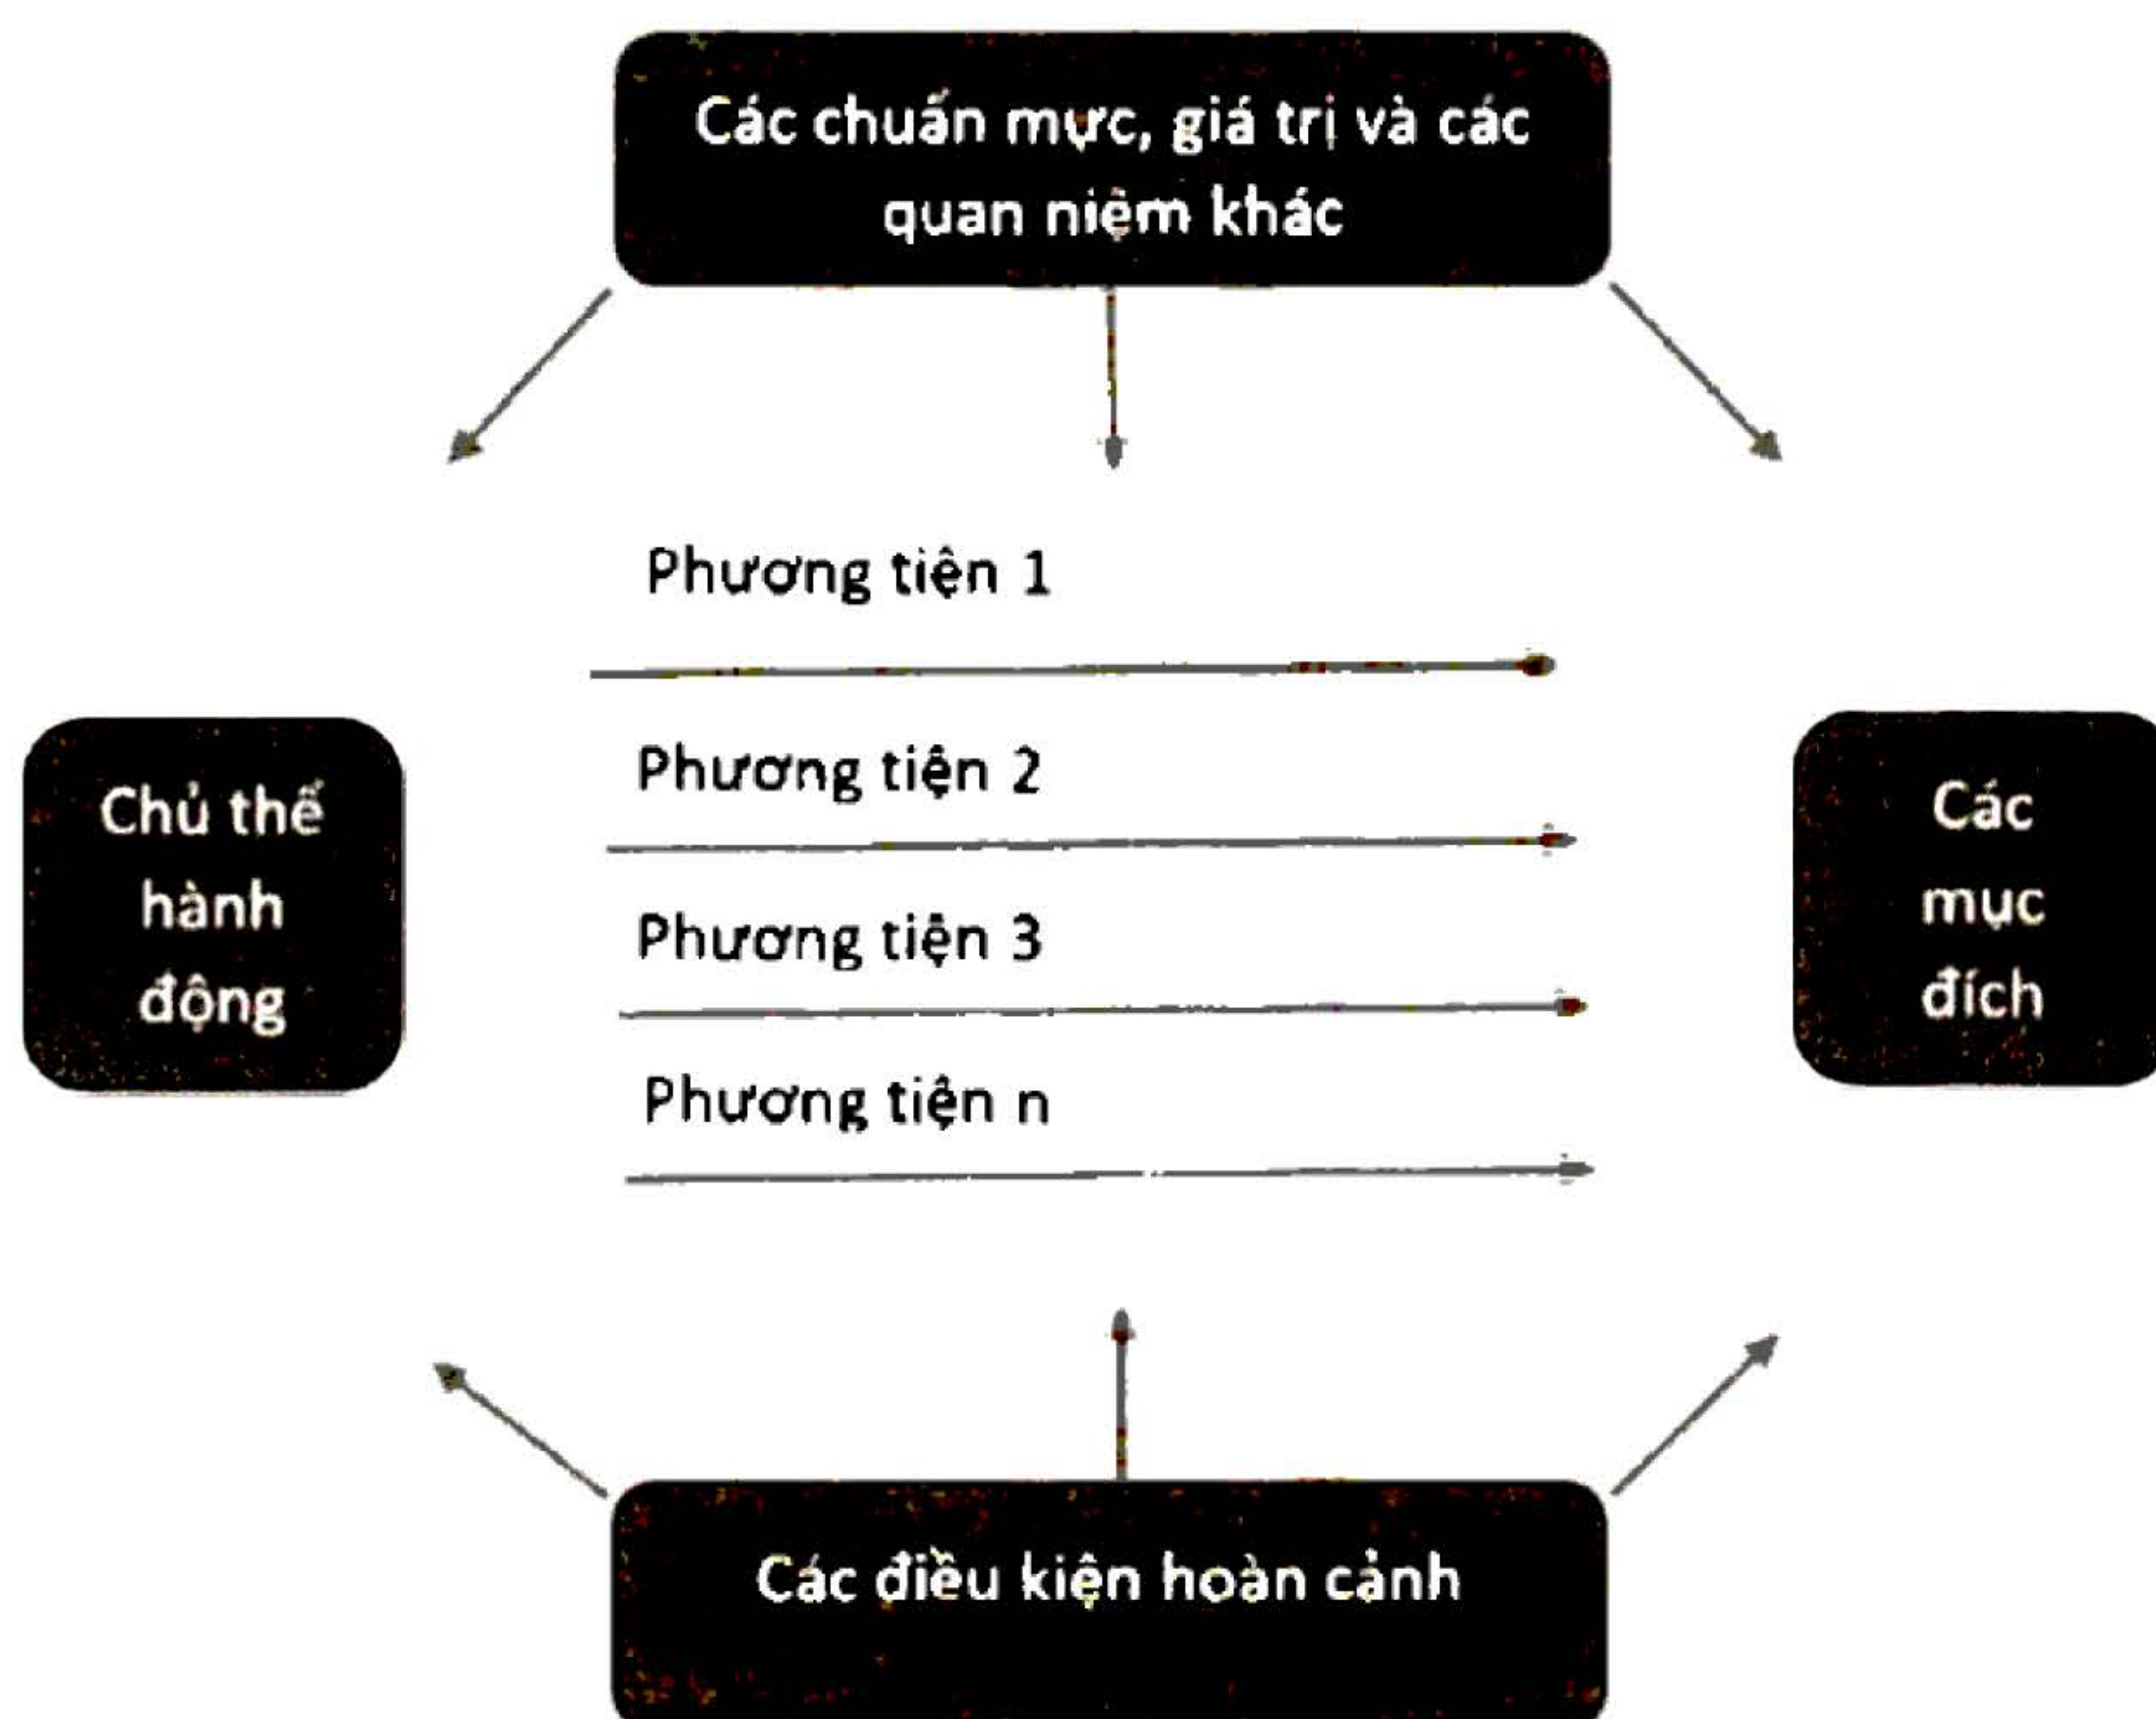 Các chuẩn mực, giá trị và các
quan niệm khác
Phương tiện 1
Phương tiện 2
Phương tiện 3
Phương tiện n
Chủ thể
hành
động
Các
mục
đích
Các điều kiện hoàn cảnh